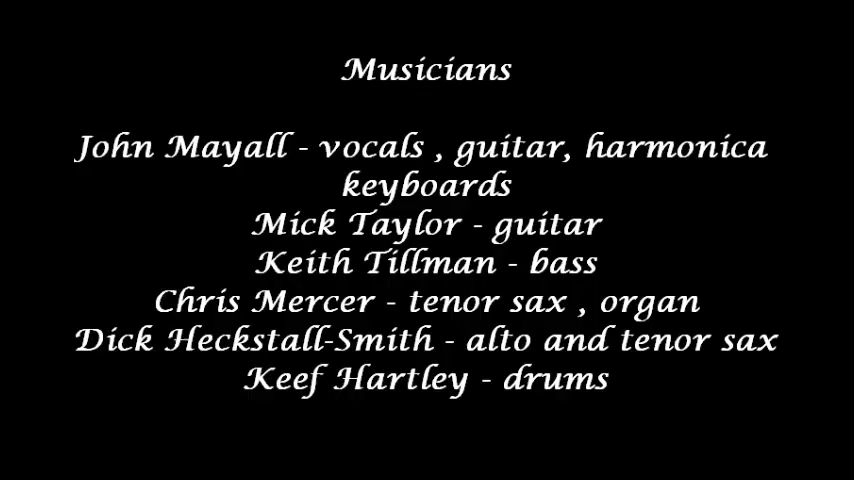 Musicians
John Mayall - vocals , guitar, harmonica
keyboards
Mick Taylor - guitar
Keith Tillman - bass
Chris Mercer - tenor sax , organ
Dick Heckstall-Smith - alto and tenor sax
Keef Hartley - drums